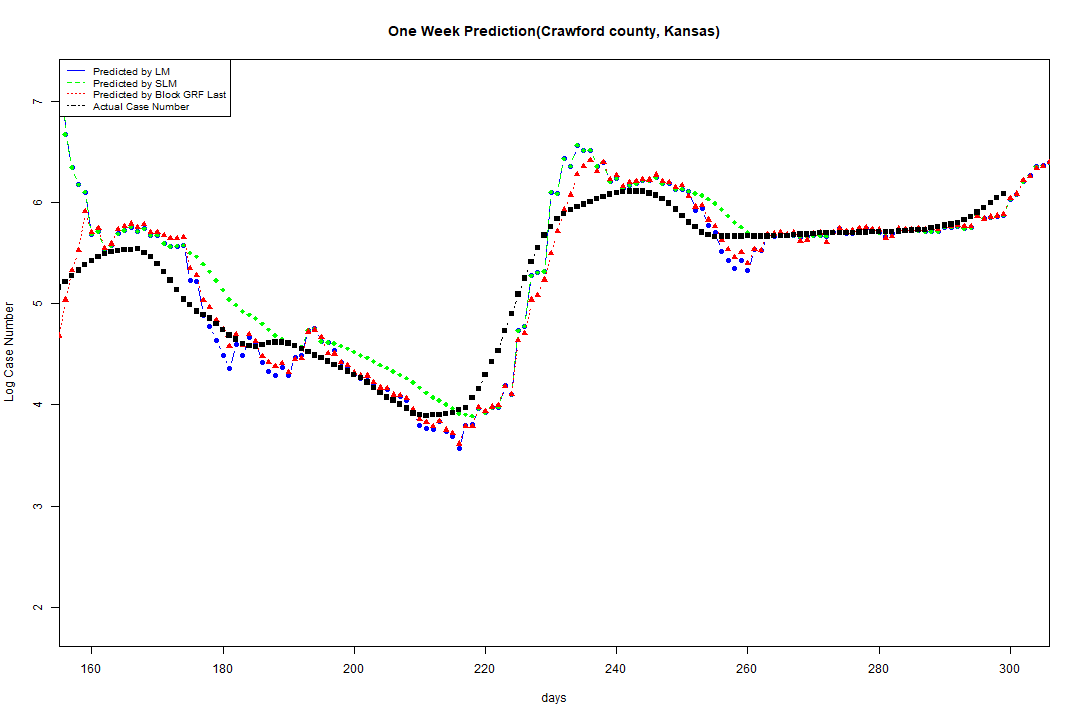 One Week Prediction(Crawford county, Kansas)
Predicted by LM
Predicted by SLM
Predicted by Block GRF Last
Actual Case Number
7
6
5
4
3
2
Log Case Number
160 180 200 220 240 260 280 300
days